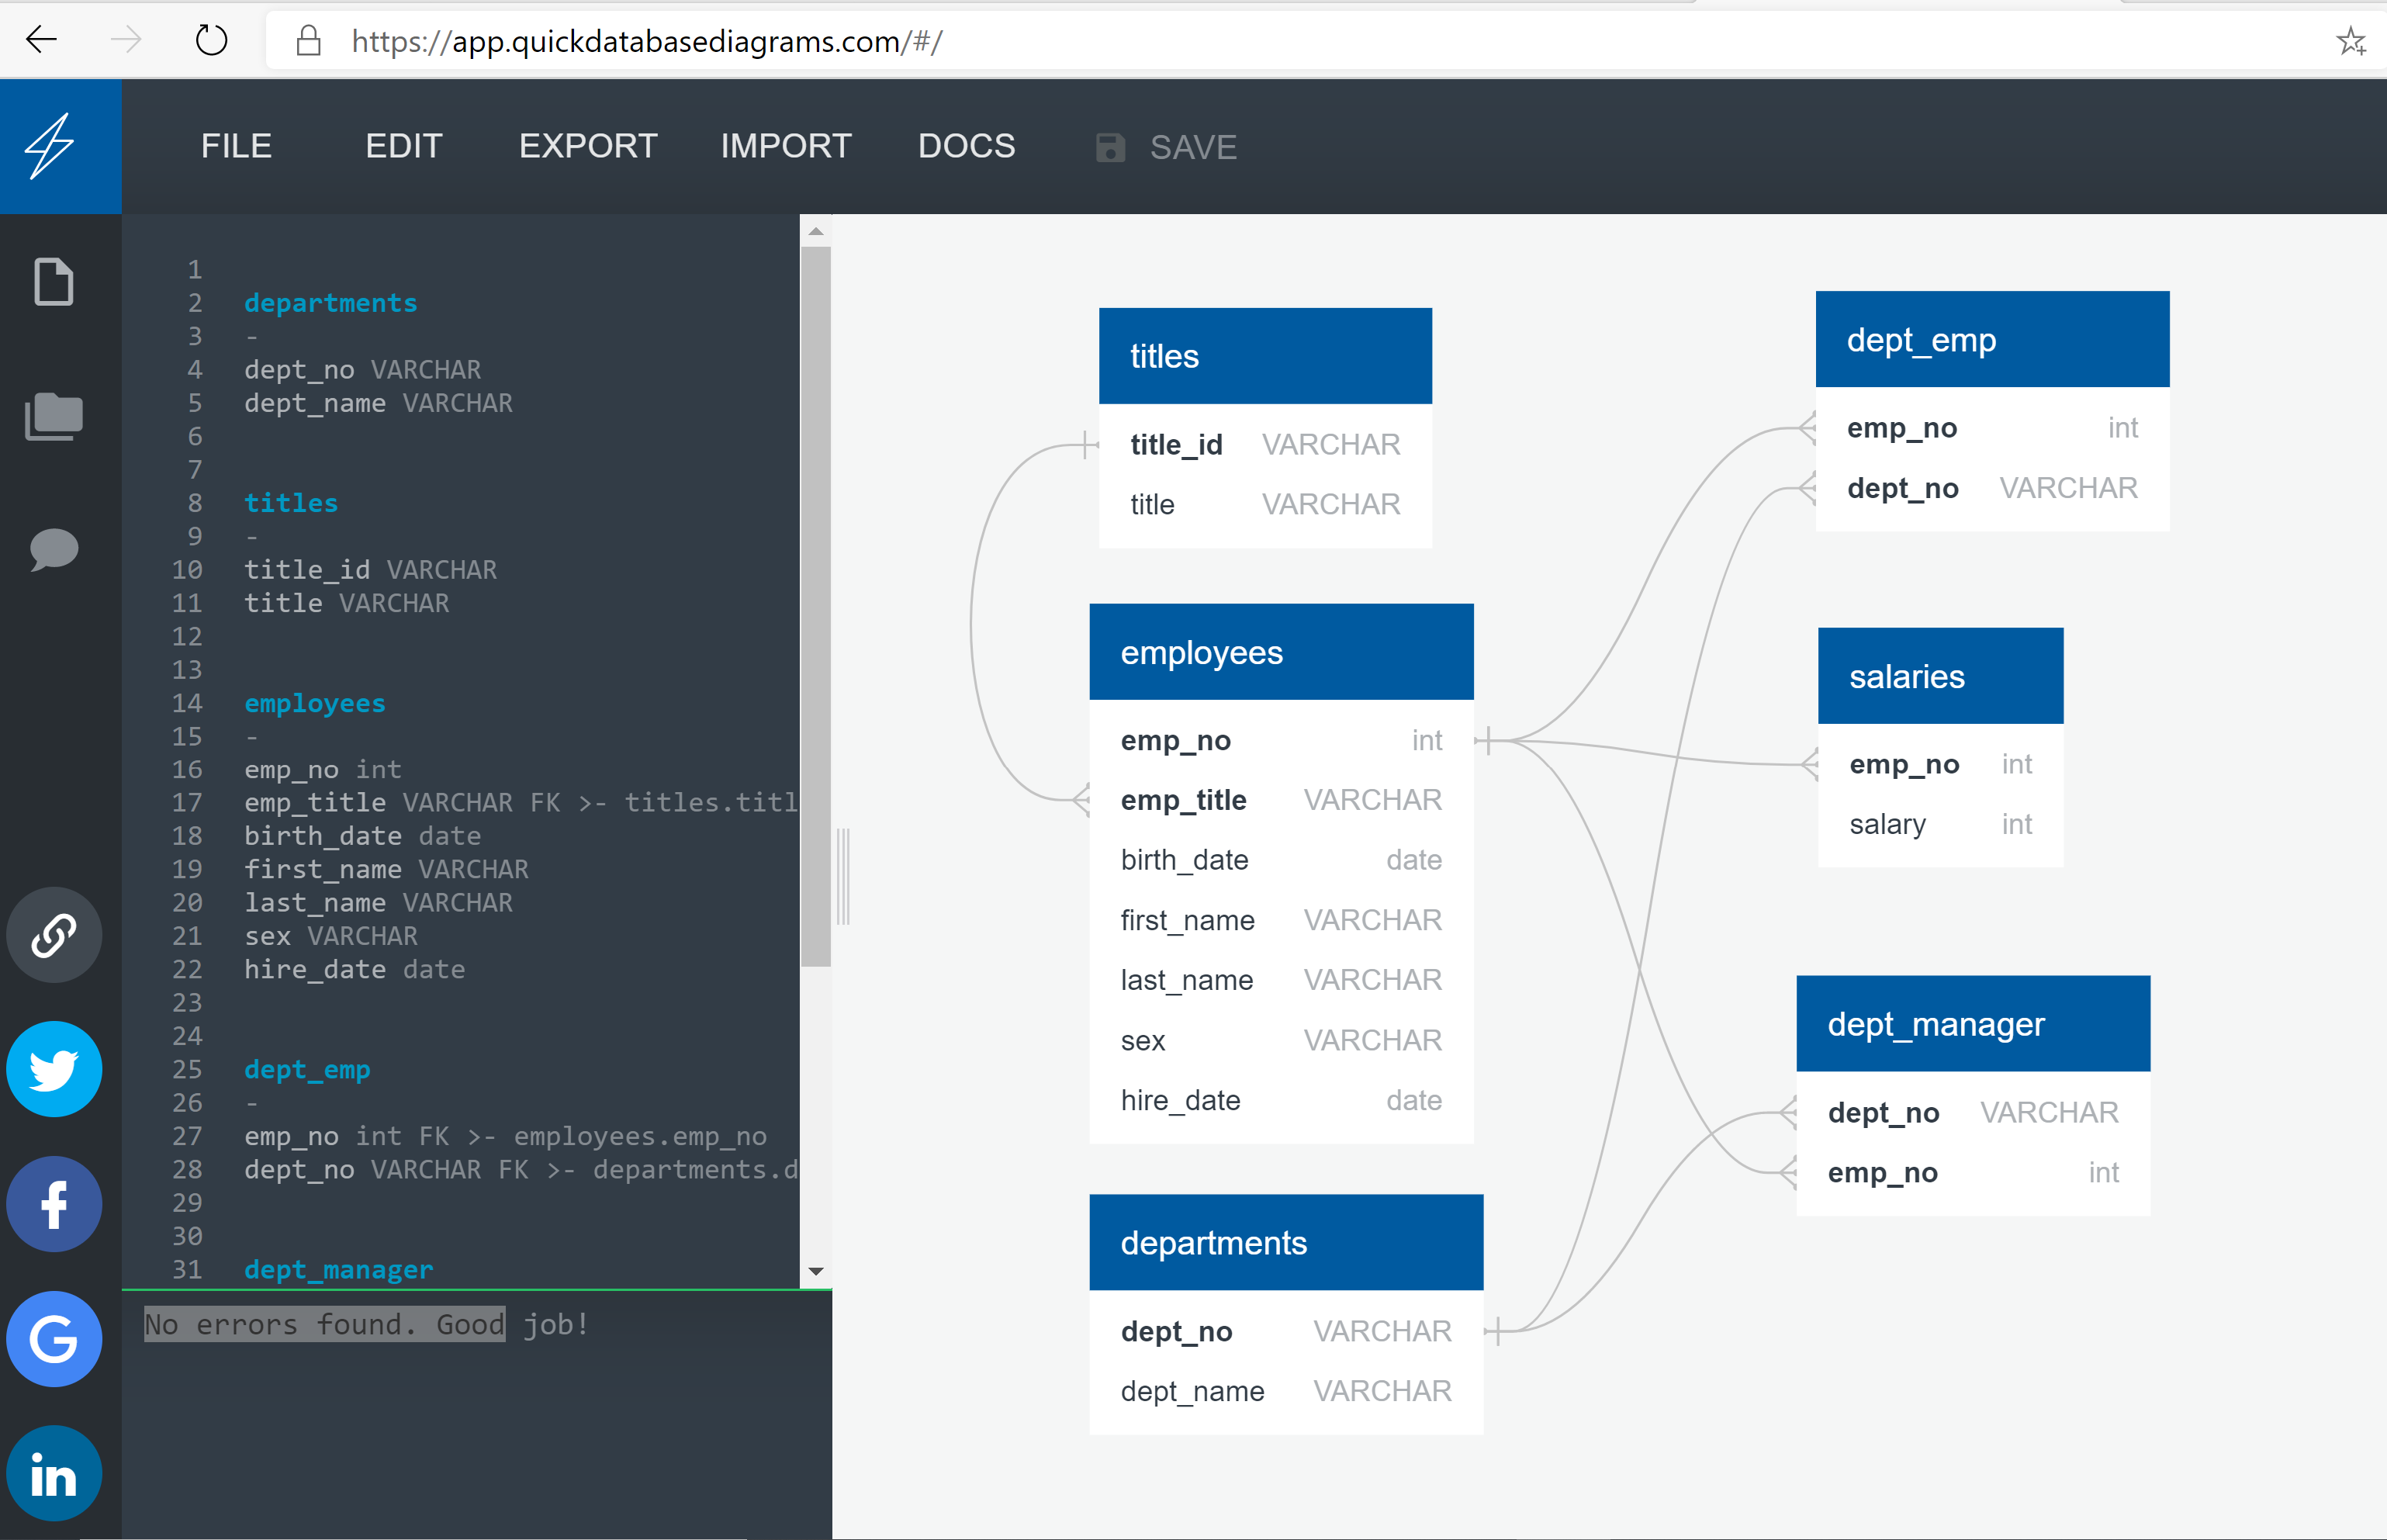 https://app.quickdatabasediagrams.com/#/
FILE EDIT EXPORT IMPORT DOCS SAVE
1
2 departments
3 -
4 dept_no VARCHAR
5 dept_name VARCHAR
6
7
8 titles
9 -
10 title_id VARCHAR
11 title VARCHAR
12
13
14 employees
15 -
16 emp_no int
17 emp_title VARCHAR FK >- titles.titl
18 birth_date date
19 first_name VARCHAR
20 last_name VARCHAR
21 sex VARCHAR
22 hire_date date
23
24
25 dept_emp
26 -
27 emp_no int FK >- employees.emp_no
28 dept_no VARCHAR FK >- departments.d
29
30
31 dept_manager
No errors found. Good job!
titles
title_id VARCHAR
title VARCHAR
employees
emp_no int
emp_title VARCHAR
birth_date date
first_name VARCHAR
last_name VARCHAR
sex VARCHAR
hire_date date
departments
dept_no VARCHAR
dept_name VARCHAR
dept_emp
emp_no int
dept_no VARCHAR
salaries
emp_no int
salary int
dept_manager
dept_no VARCHAR
emp_no int
f
G
in